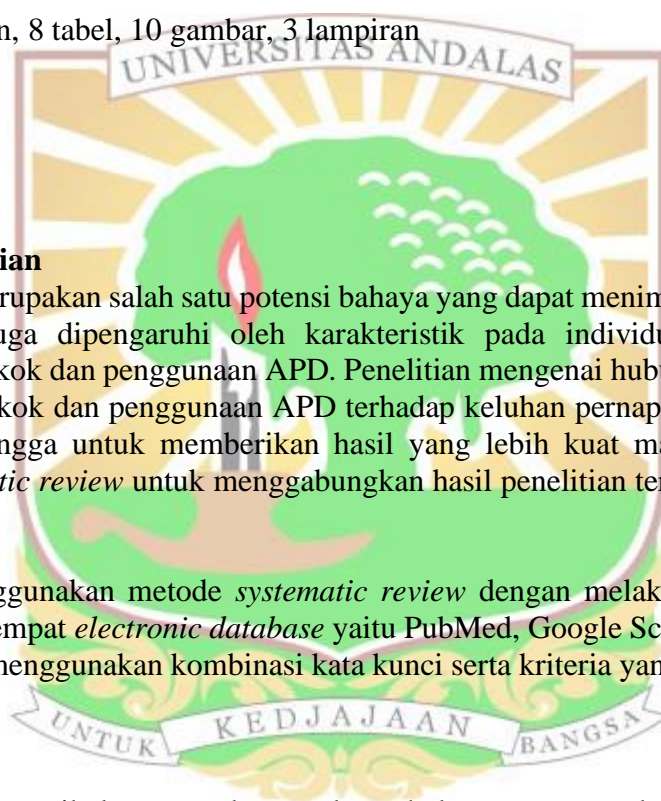 n, 8 tabel, 10 gambar, 3 lampiran
UNIVERSITAS ANDALAS
ian
rupakan salah satu potensi bahaya yang dapat menim
uga dipengaruhi oleh karakteristik pada individu
kok dan penggunaan APD. Penelitian mengenai hubu
kok dan penggunaan APD terhadap keluhan pernap
ngga untuk memberikan hasil yang lebih kuat ma
tic review untuk menggabungkan hasil penelitian ter
ggunakan metode systematic review dengan melak
empat electronic database yaitu PubMed, Google Sc
menggunakan kombinasi kata kunci serta kriteria yan
UNTUK KEDJAJAAN BANGSA